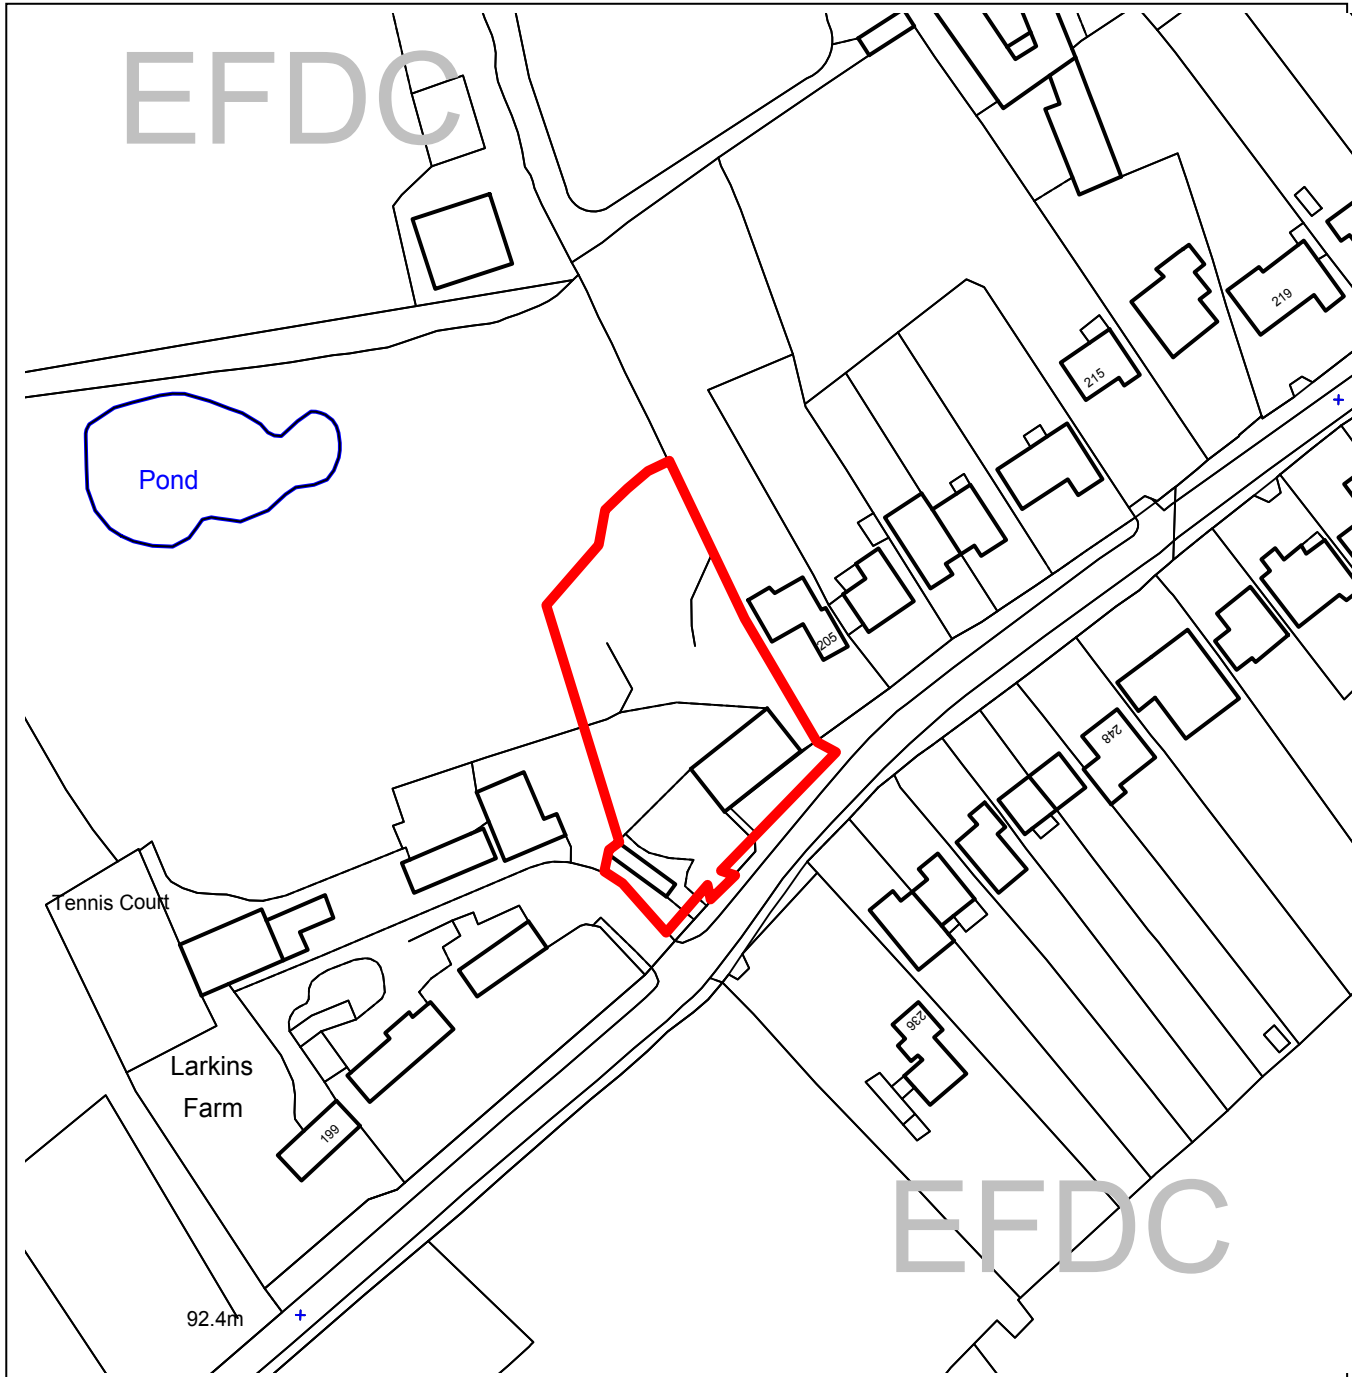 EFDC
219
215
Pond
205
248
Tennis Court
236
Larkins
Farm
199
EFDC
92.4m